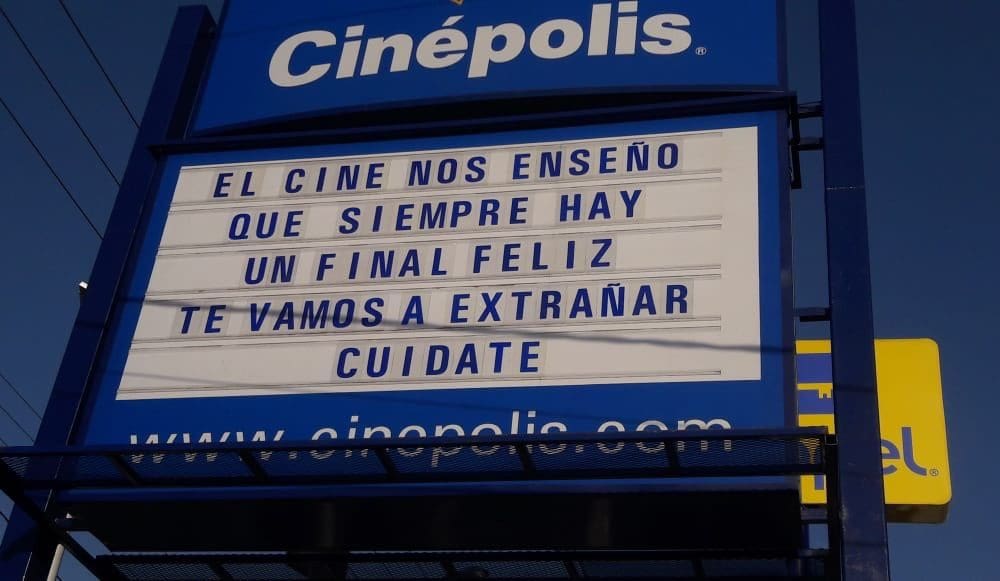 Cinépolis®
EL CINE NOS ENSEÑO
QUE SIEMPRE HAY
UN FINAL FELIZ
TE VAMOS A EXTRAÑAR
CUIDATE
www.cinepolis.com